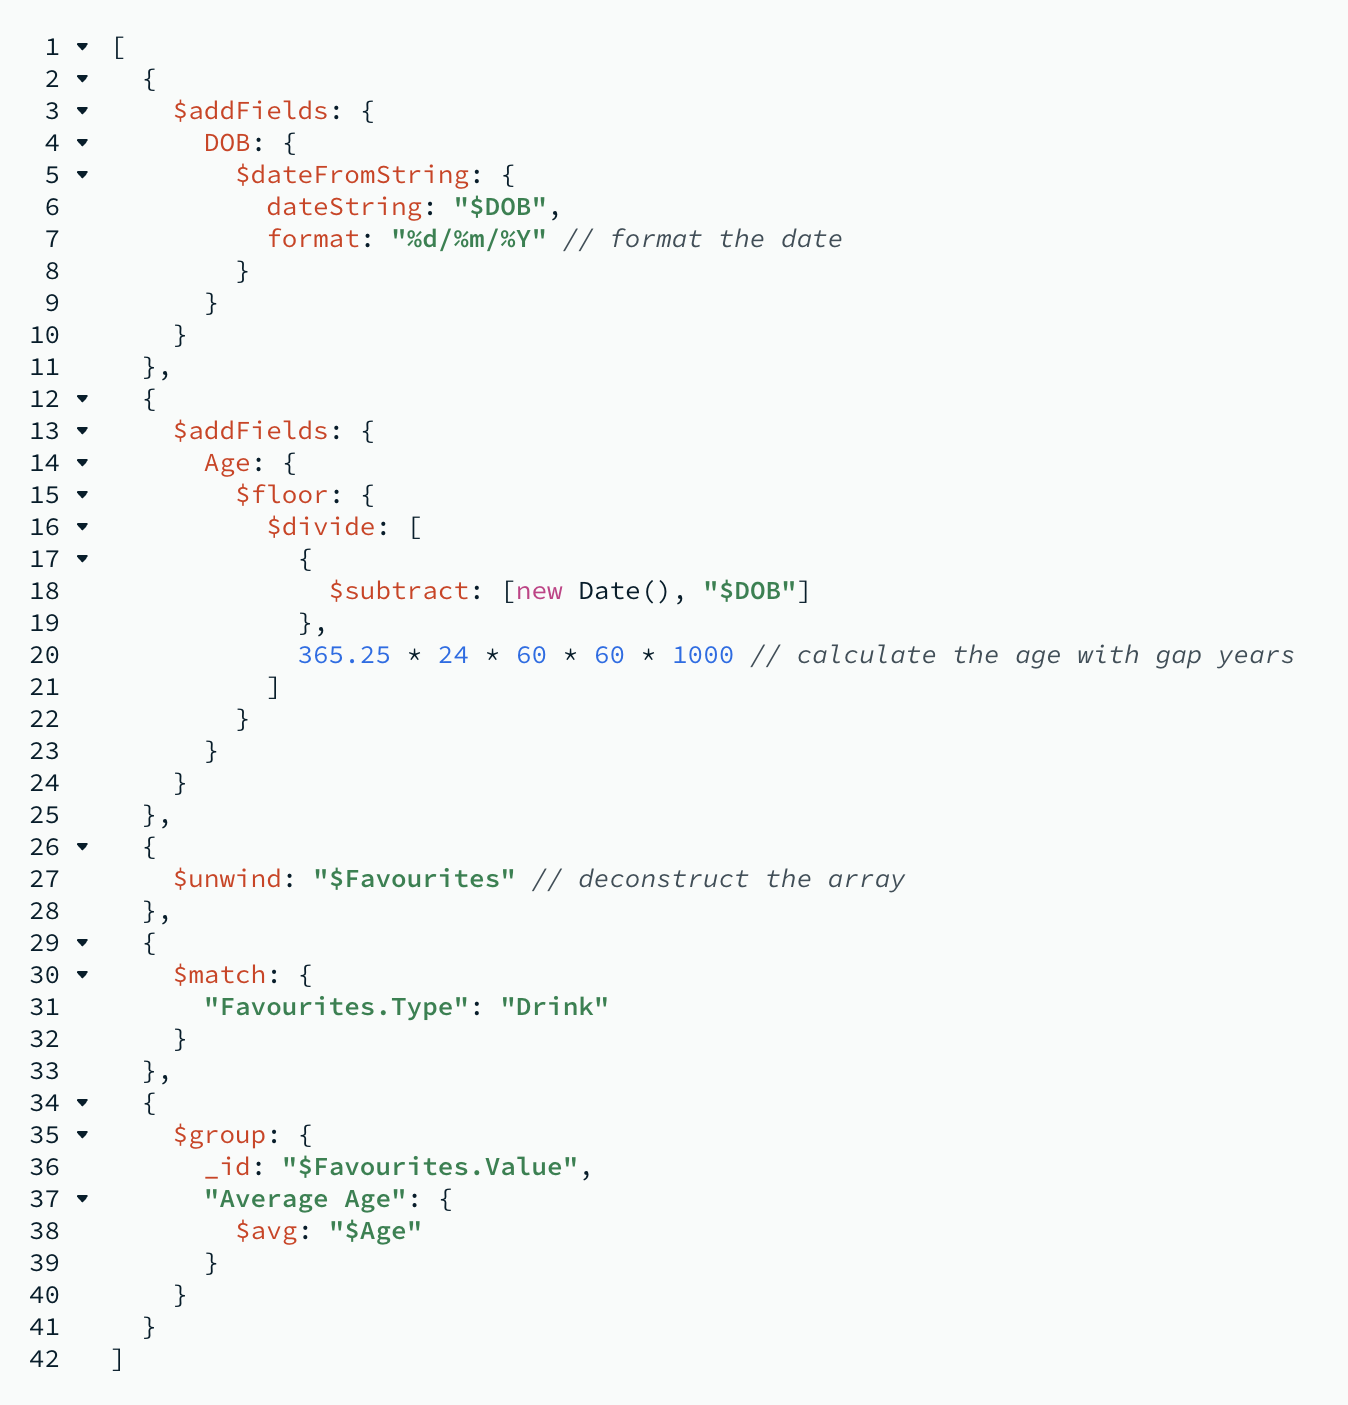 1 [
2   {
3     $addFields: {
4       DOB: {
5         $dateFromString: {
6           dateString: "$DOB",
7           format: "%d/%m/%Y" // format the date
8         }
9       }
10     }
11   },
12   {
13     $addFields: {
14       Age: {
15         $floor: {
16           $divide: [
17             {
18               $subtract: [new Date(), "$DOB"]
19             },
20             365.25 * 24 * 60 * 60 * 1000 // calculate the age with gap years
21           ]
22         }
23       }
24     }
25   },
26   {
27     $unwind: "$Favourites" // deconstruct the array
28   },
29   {
30     $match: {
31       "Favourites.Type": "Drink"
32     }
33   },
34   {
35     $group: {
36       _id: "$Favourites.Value",
37       "Average Age": {
38         $avg: "$Age"
39       }
40     }
41   }
42 ]